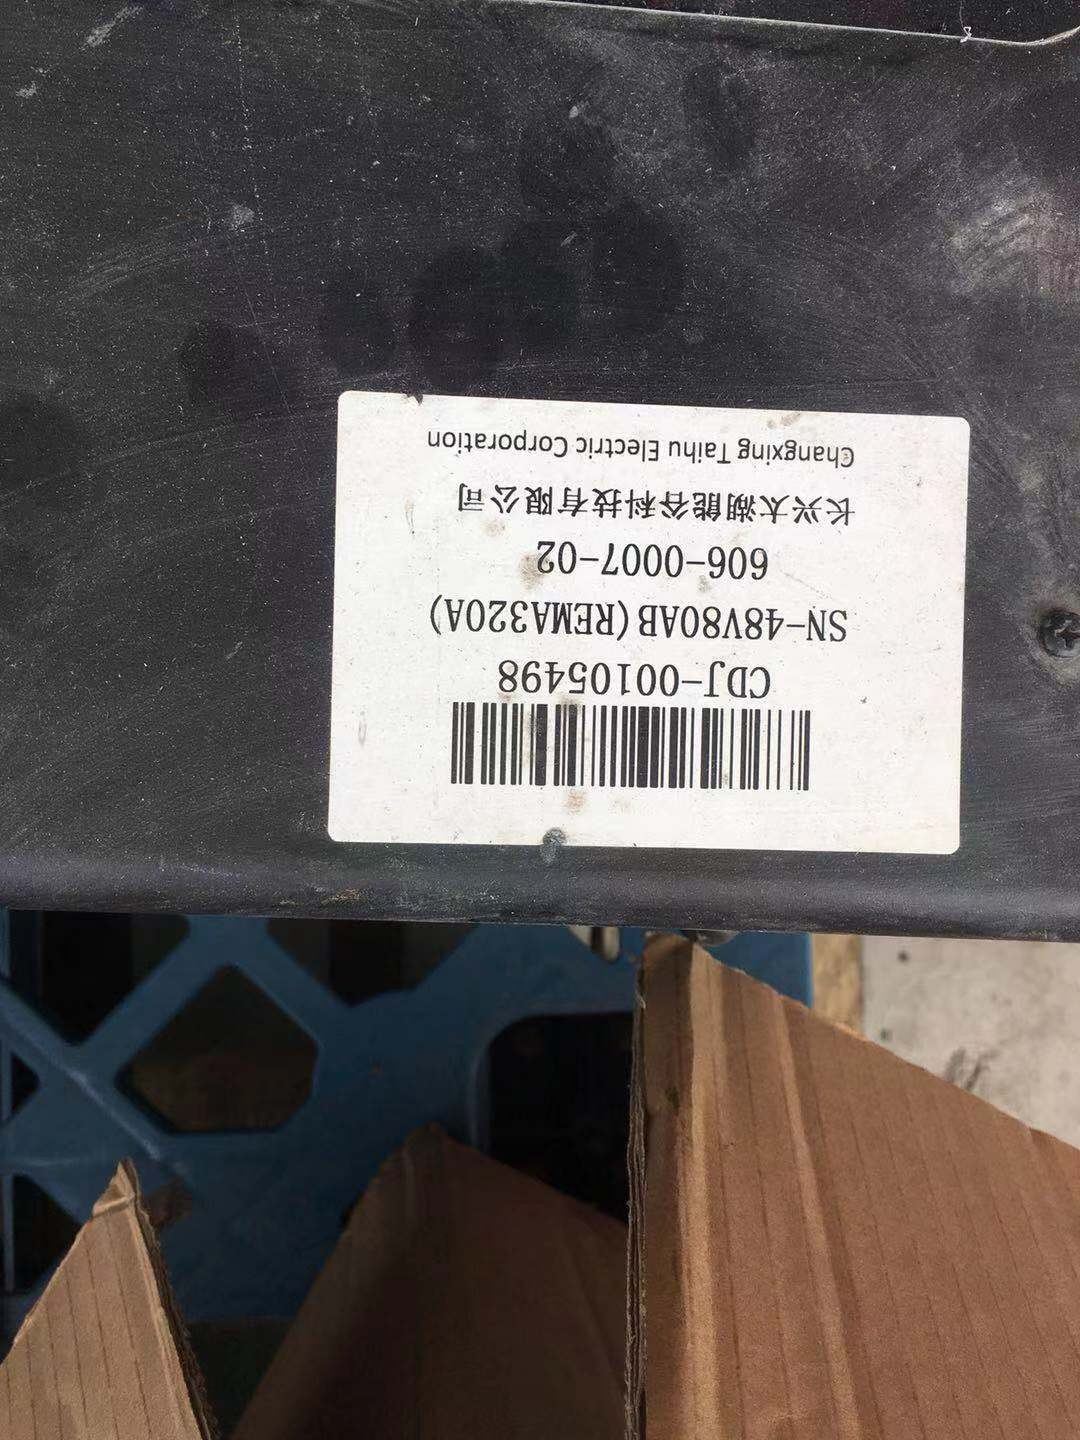 CDJ-00105498
SN-48V80AB(REMA320A)
606-0007-02
长兴太湖能谷科技有限公司
Changxing Taihu Electric Corporation